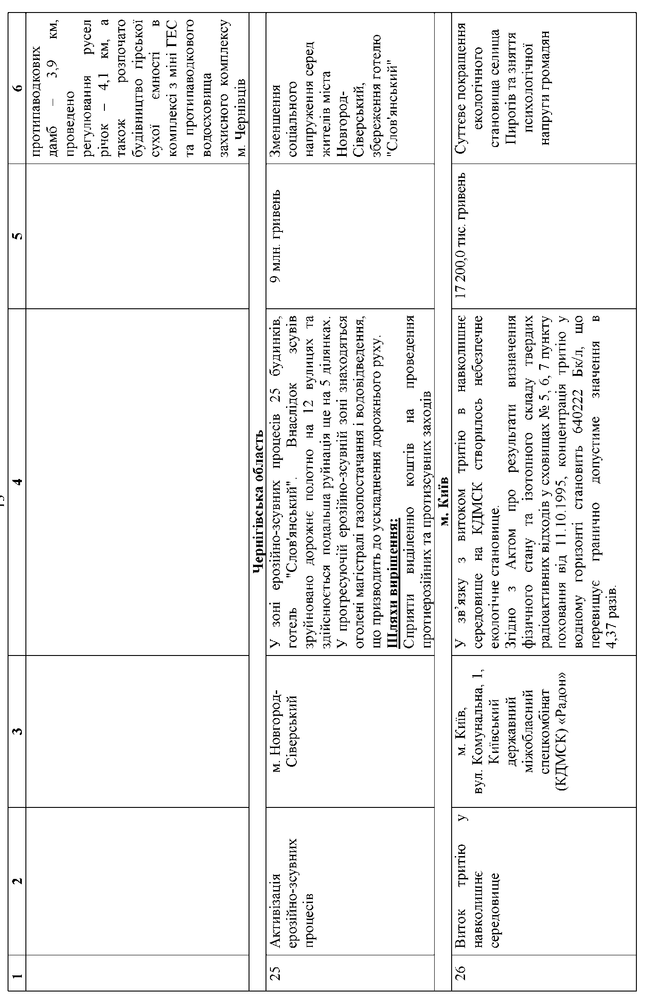 1
2
3
4
5
6
протипаводкових
дамб – 3,9 км,
проведено
регулювання русел
річок – 4,1 км, а
також розпочато
будівництво гірської
сухої ємності в
комплексі з міні ГЕС
та протипаводкового
водосховища
захисного комплексу
м. Чернівців
Чернігівська область
25
Активізація
ерозійно-зсувних
процесів
м. Новгород-
Сіверський
У зоні ерозійно-зсувних процесів 25 будинків,
готель "Слов'янський". Внаслідок зсувів
зруйновано дорожнє полотно на 12 вулицях та
здійснюється подальша руйнація ще на 5 ділянках.
У прогресуючій ерозійно-зсувній зоні знаходяться
оголені магістралі газопостачання і водовідведення,
що призводить до ускладнення дорожнього руху.
Шляхи вирішення:
Сприяти виділенню коштів на проведення
протиерозійних та протизсувних заходів
9 млн. гривень
Зменшення
соціального
напруження серед
жителів міста
Новгород-
Сіверський,
збереження готелю
"Слов'янський"
м. Київ
26
Виток тритію у
навколишнє
середовище
м. Київ,
вул. Комунальна, 1,
Київський
державний
міжобласний
спецкомбінат
(КДМСК) «Радон»
У зв’язку з витоком тритію в навколишнє
середовище на КДМСК створилось небезпечне
екологічне становище.
Згідно з Актом про результати визначення
фізичного стану та ізотопного складу твердих
радіоактивних відходів у сховищах № 5, 6, 7 пункту
поховання від 11.10.1995, концентрація тритію у
водному горизонті становить 640222 Бк/л, що
перевищує гранично допустиме значення в
4,37 разів.
17 200,0 тис. гривень
Суттєве покращення
екологічного
становища селища
Пирогів та зняття
психологічної
напруги громадян